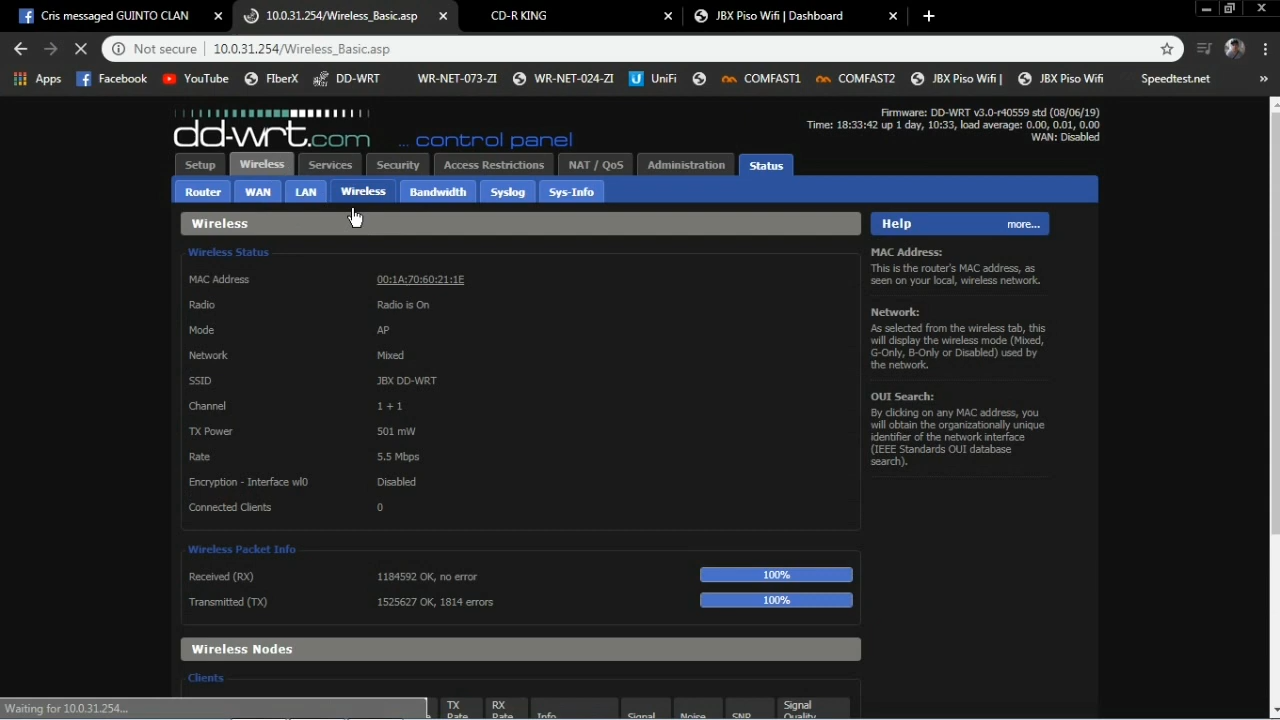 Cris messaged GUINTO CLAN
10.0.31.254/Wireless_Basic.asp
CD-R KING
JBX Piso Wifi | Dashboard
Not secure
10.0.31.254/Wireless_Basic.asp
Apps
Facebook
YouTube
FIberX
DD-WRT
WR-NET-073-ZI
WR-NET-024-ZI
UniFi
COMFAST1
COMFAST2
JBX Piso Wifi |
JBX Piso Wifi
Speedtest.net
»
dd-wrt.com
... control panel
Firmware: DD-WRT v3.0-r40559 std (08/06/19)
Time: 18:33:42 up 1 day, 10:33, load average: 0.00, 0.01, 0.00
WAN: Disabled
Setup
Wireless
Services
Security
Access Restrictions
NAT / QoS
Administration
Status
Router
WAN
LAN
Wireless
Bandwidth
Syslog
Sys-Info
Wireless
Wireless Status
MAC Address 00:1A:70:60:21:1E
Radio Radio is On
Mode AP
Network Mixed
SSID JBX DD-WRT
Channel 1 + 1
TX Power 501 mW
Rate 5.5 Mbps
Encryption - Interface wl0 Disabled
Connected Clients 0
Wireless Packet Info
Received (RX) 1184592 OK, no error 100%
Transmitted (TX) 1525627 OK, 1814 errors 100%
Wireless Nodes
Clients
TX Rate
RX Rate
Info
Signal
Noise
SNR
Signal Quality
Help
more...
MAC Address:
This is the router's MAC address, as
seen on your local, wireless network.
Network:
As selected from the wireless tab, this
will display the wireless mode (Mixed,
G-Only, B-Only or Disabled) used by
the network.
OUI Search:
By clicking on any MAC address, you
will obtain the organizationally unique
identifier of the network interface
(IEEE Standards OUI database
search).
Waiting for 10.0.31.254...